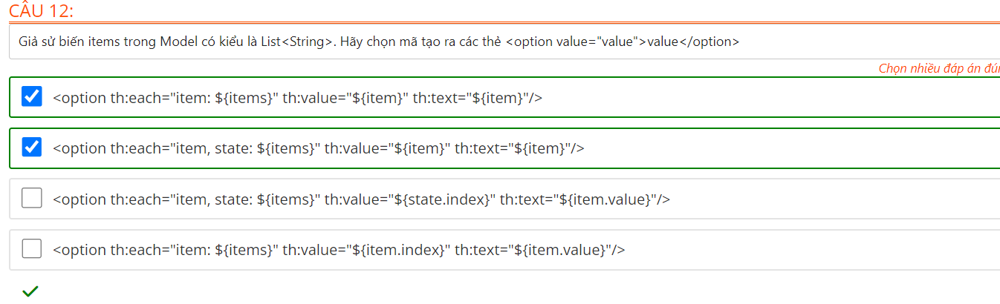 CÂU 12:
Giả sử biến items trong Model có kiểu là List<String>. Hãy chọn mã tạo ra các thẻ <option value="value">value</option>
Chọn nhiều đáp án
<option th:each="item: ${items}" th:value="${item}" th:text="${item}"/>
<option th:each="item, state: ${items}" th:value="${item}" th:text="${item}"/>
<option th:each="item, state: ${items}" th:value="${state.index}" th:text="${item.value}"/>
<option th:each="item: ${items}" th:value="${item.index}" th:text="${item.value}"/>